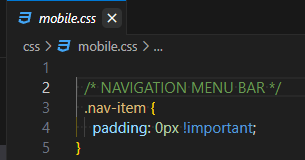 mobile.css ×
css > mobile.css > ...
1
2 /* NAVIGATION MENU BAR */
3 .nav-item {
4 padding: 0px !important;
5 }